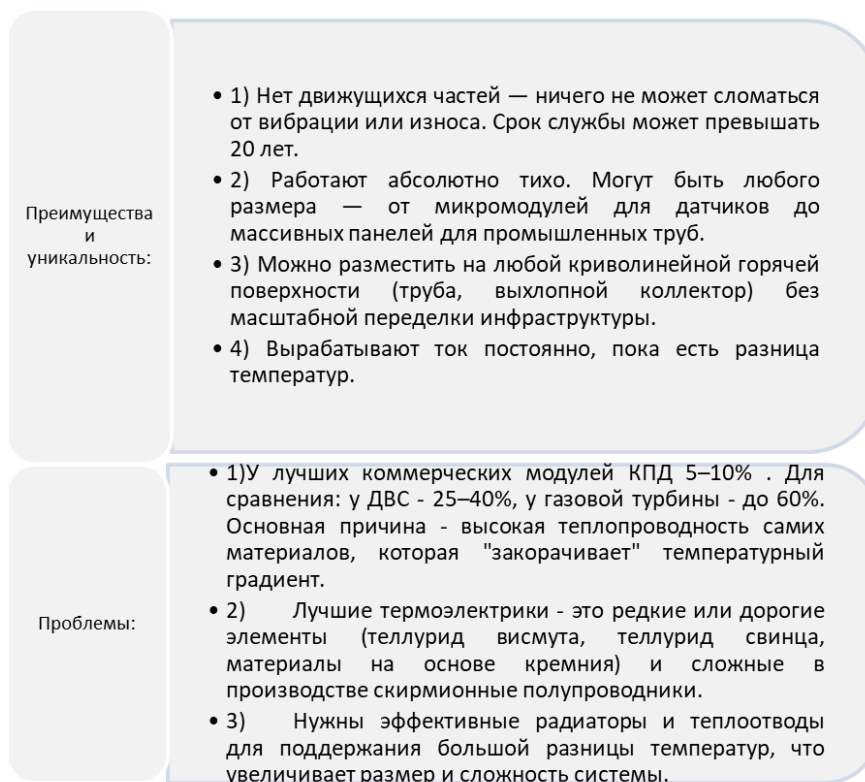 Преимущества
и
уникальность:
• 1) Нет движущихся частей — ничего не может сломаться
от вибрации или износа. Срок службы может превышать
20 лет.
• 2) Работают абсолютно тихо. Могут быть любого
размера — от микромодулей для датчиков до
массивных панелей для промышленных труб.
• 3) Можно разместить на любой криволинейной горячей
поверхности (труба, выхлопной коллектор) без
масштабной переделки инфраструктуры.
• 4) Вырабатывают ток постоянно, пока есть разница
температур.
Проблемы:
• 1)У лучших коммерческих модулей КПД 5–10% . Для
сравнения: у ДВС - 25–40%, у газовой турбины - до 60%.
Основная причина - высокая теплопроводность самих
материалов, которая "закорачивает" температурный
градиент.
• 2) Лучшие термоэлектрики - это редкие или дорогие
элементы (теллурид висмута, теллурид свинца,
материалы на основе кремния) и сложные в
производстве скирмионные полупроводники.
• 3) Нужны эффективные радиаторы и теплоотводы
для поддержания большой разницы температур, что
увеличивает размер и сложность системы.